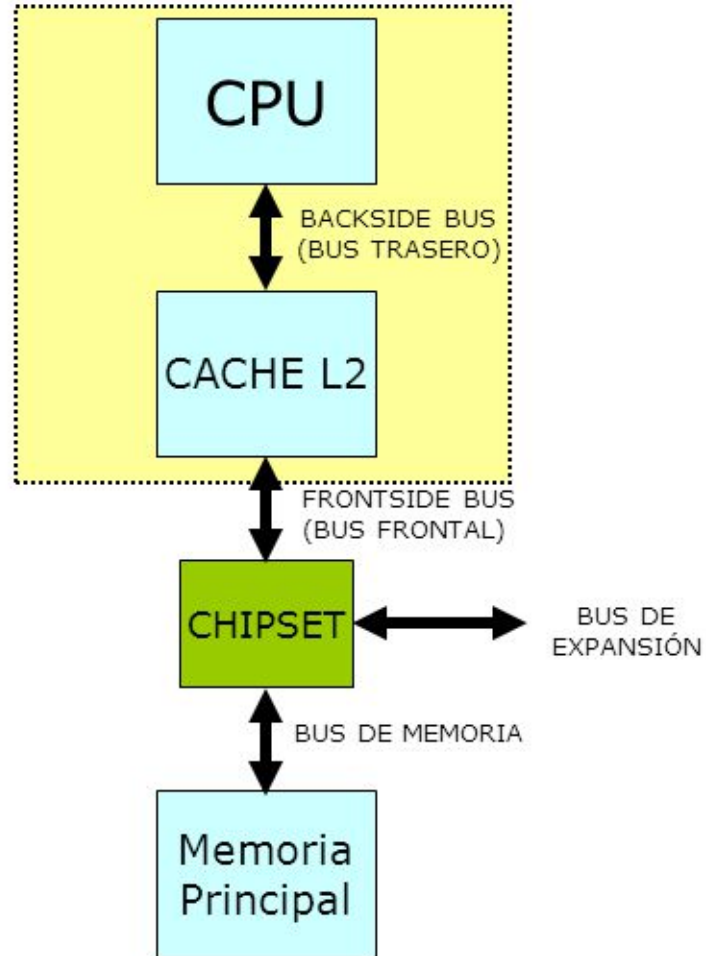 CPU
BACKSIDE BUS
(BUS TRASERO)
CACHE L2
FRONTSIDE BUS
(BUS FRONTAL)
CHIPSET
BUS DE
EXPANSIÓN
BUS DE MEMORIA
Memoria
Principal